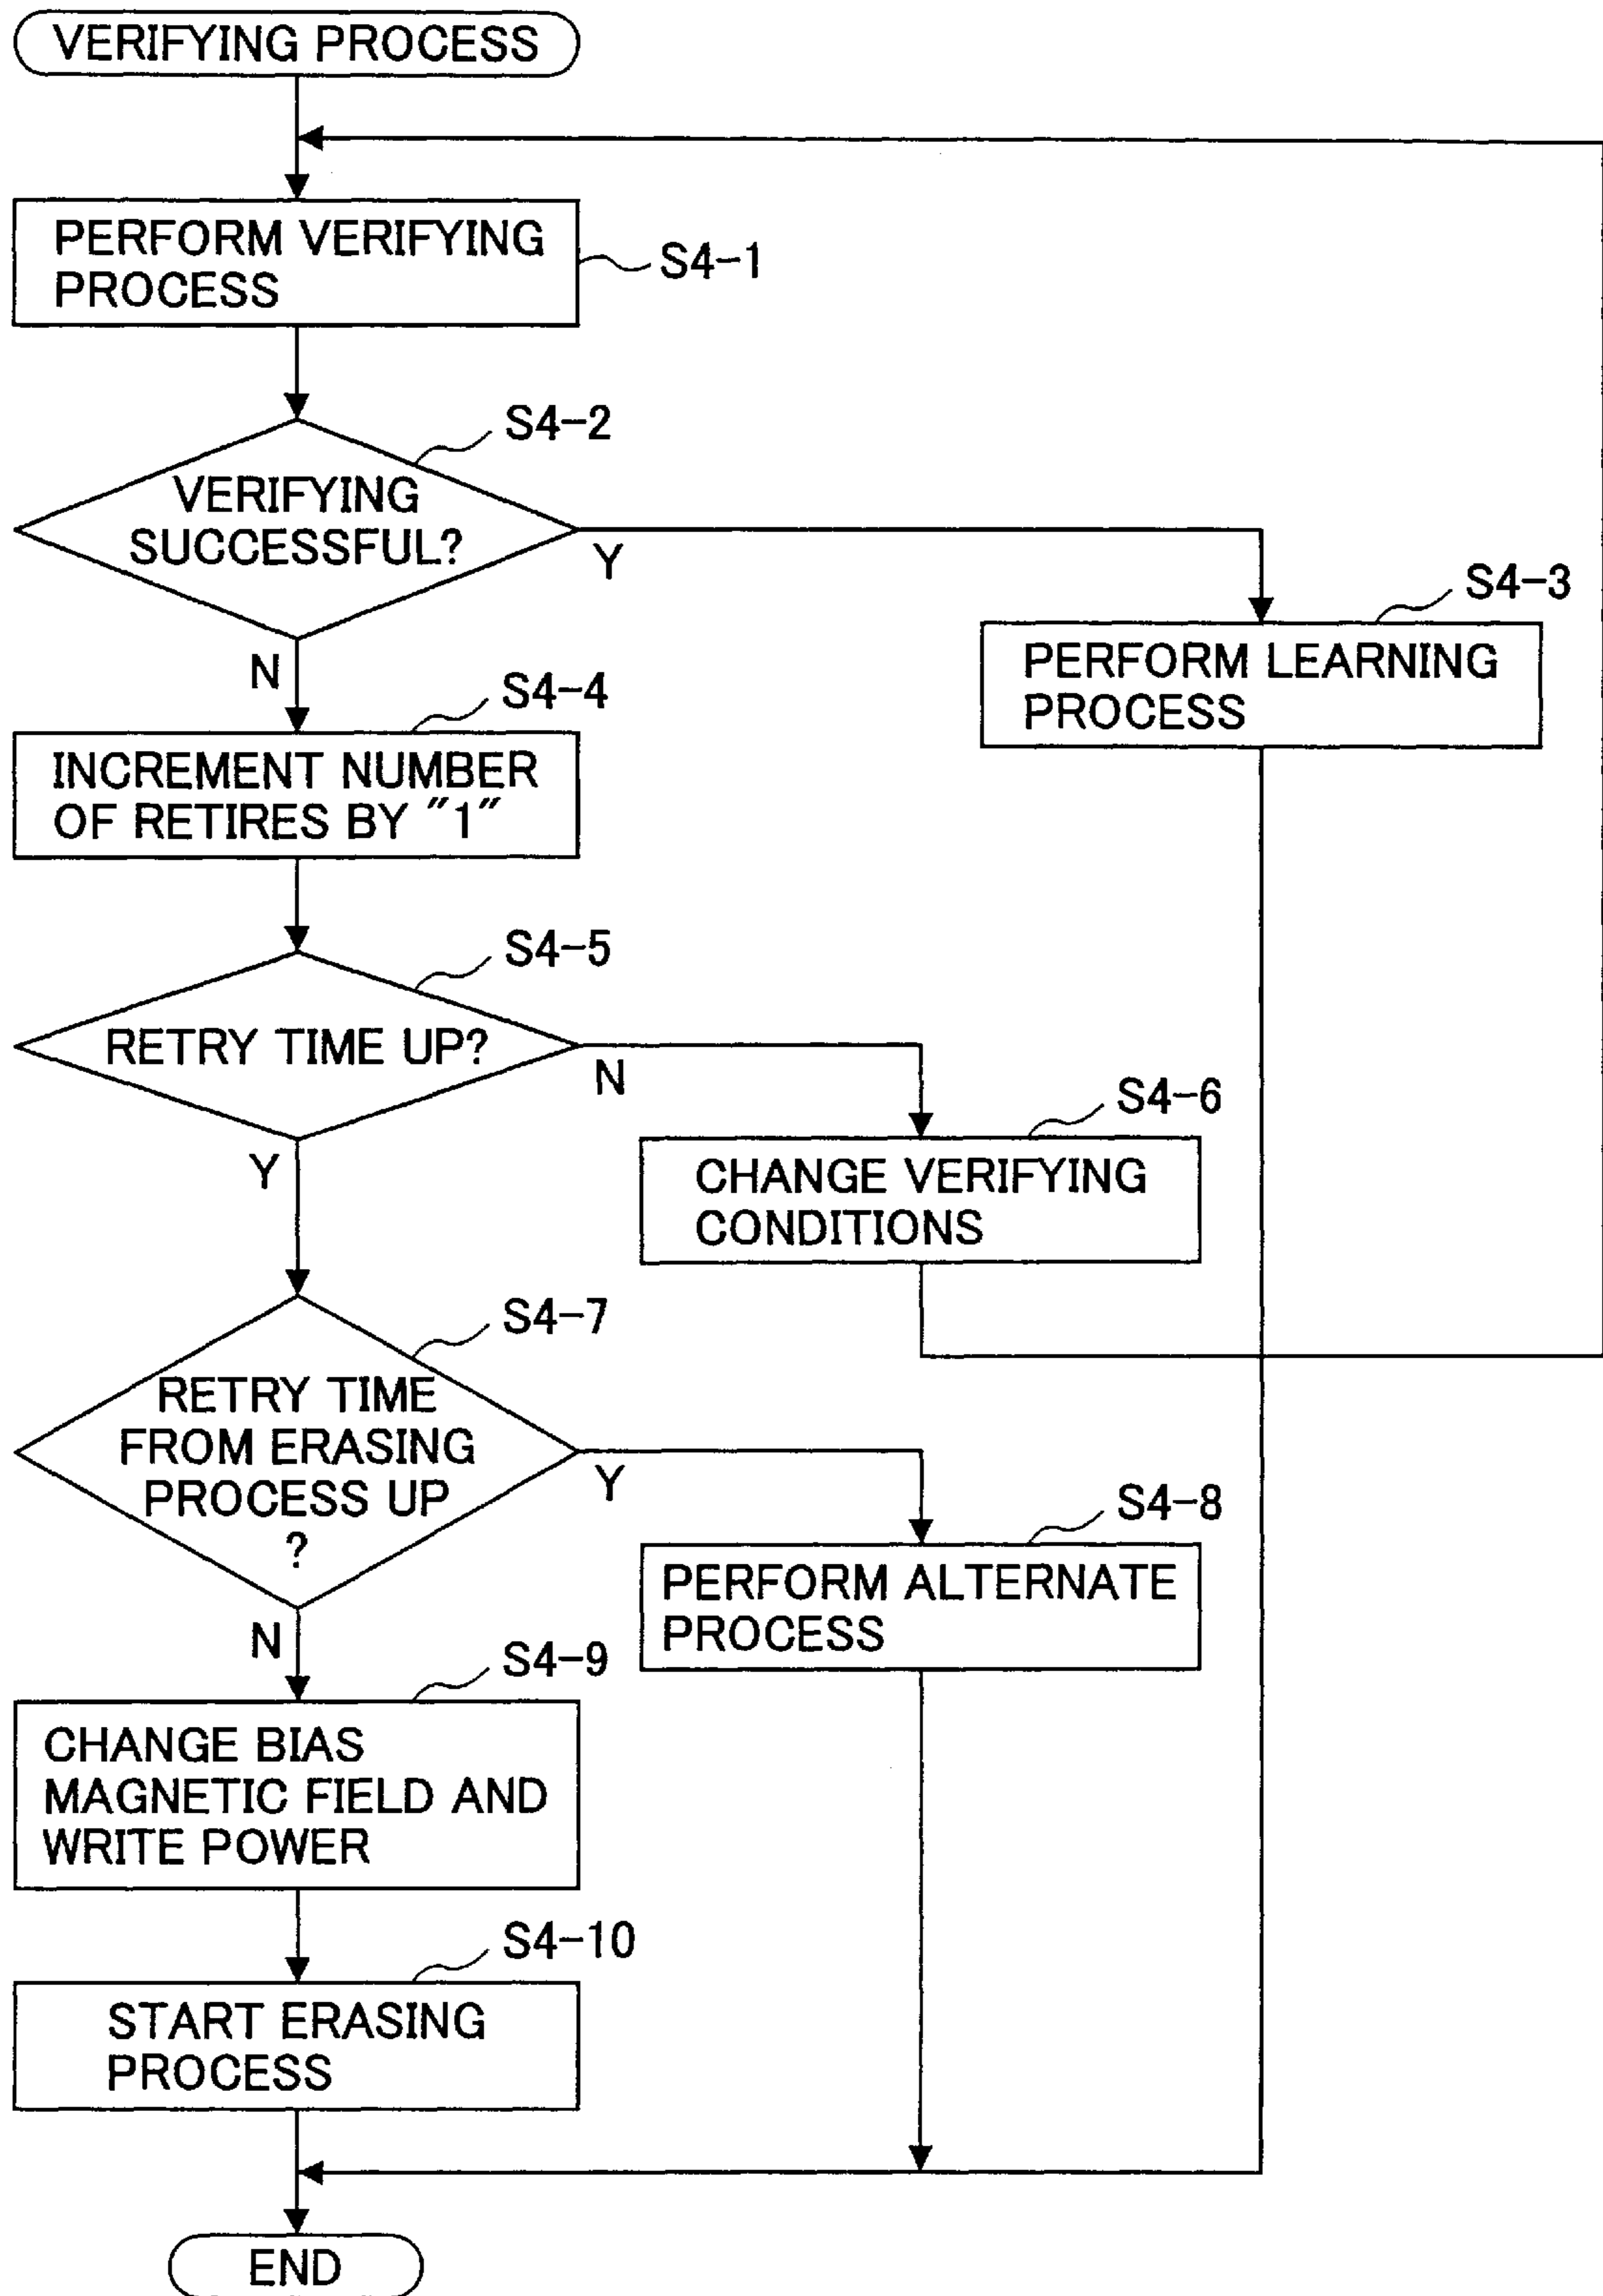 VERIFYING PROCESS
PERFORM VERIFYING
PROCESS
S4-1
S4-2
VERIFYING
SUCCESSFUL?
Y
N
S4-3
PERFORM LEARNING
PROCESS
S4-4
INCREMENT NUMBER
OF RETIRES BY "1"
S4-5
RETRY TIME UP?
N
Y
S4-6
CHANGE VERIFYING
CONDITIONS
S4-7
RETRY TIME
FROM ERASING
PROCESS UP
?
Y
N
S4-8
PERFORM ALTERNATE
PROCESS
S4-9
CHANGE BIAS
MAGNETIC FIELD AND
WRITE POWER
S4-10
START ERASING
PROCESS
END